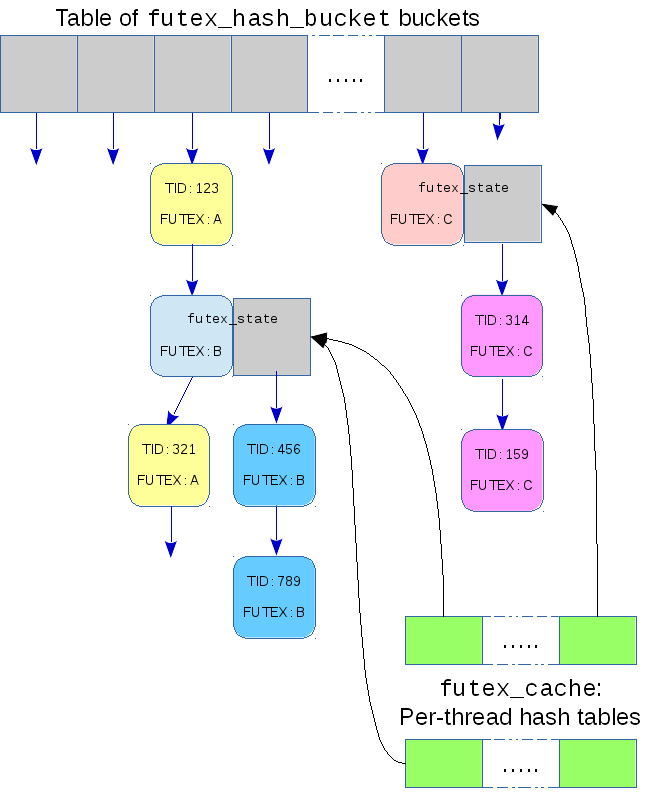 Table of futex_hash_bucket buckets
.....
TID:123
FUTEX:A
futex_state
FUTEX:C
futex_state
FUTEX:B
TID:314
FUTEX:C
TID:321
FUTEX:A
TID:456
FUTEX:B
TID:159
FUTEX:C
TID:789
FUTEX:B
.....
futex_cache:
Per-thread hash tables
.....